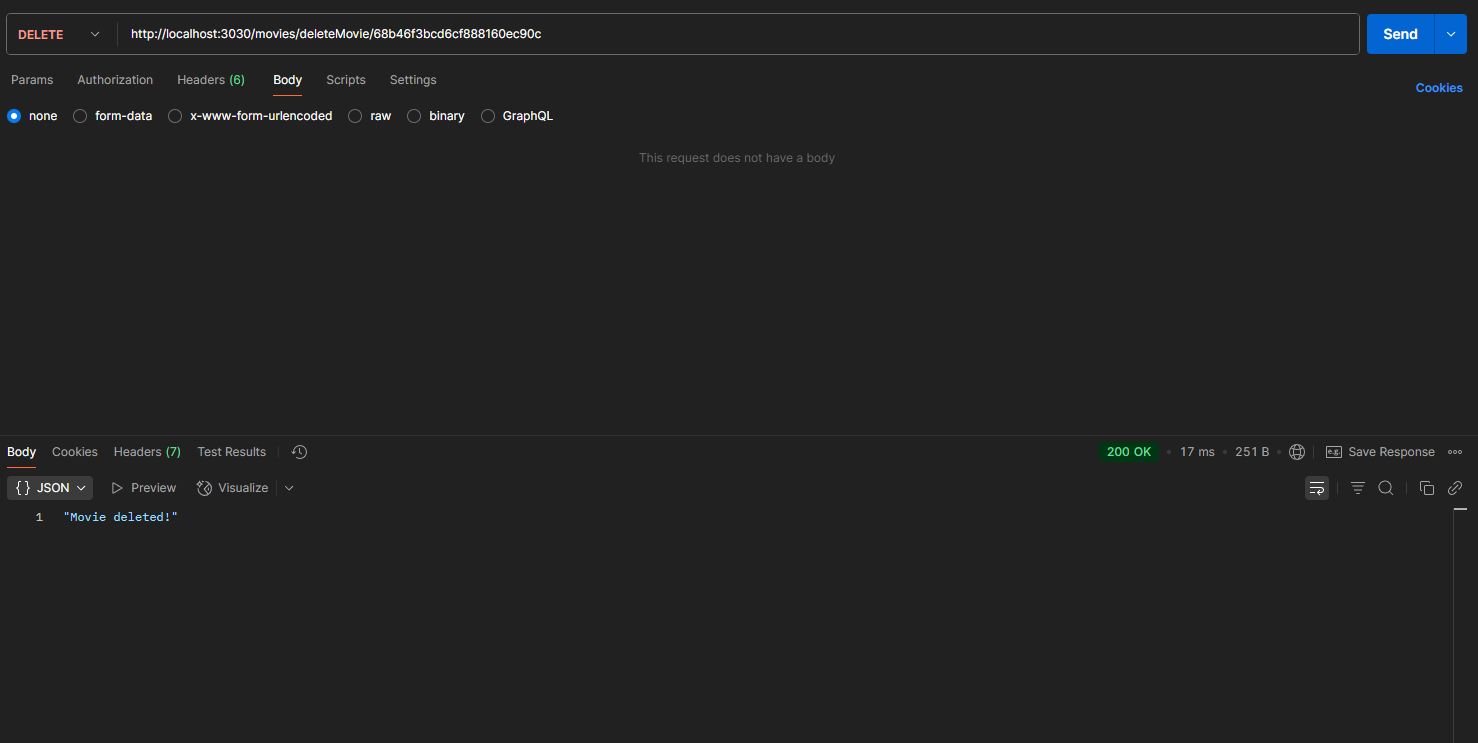 DELETE http://localhost:3030/movies/deleteMovie/68b46f3bcd6cf888160ec90c Send
Params Authorization Headers (6) Body Scripts Settings Cookies
none form-data x-www-form-urlencoded raw binary GraphQL
This request does not have a body
Body Cookies Headers (7) Test Results 200 OK • 17 ms • 251 B • e.g. Save Response
{} JSON Preview Visualize
1 "Movie deleted!"